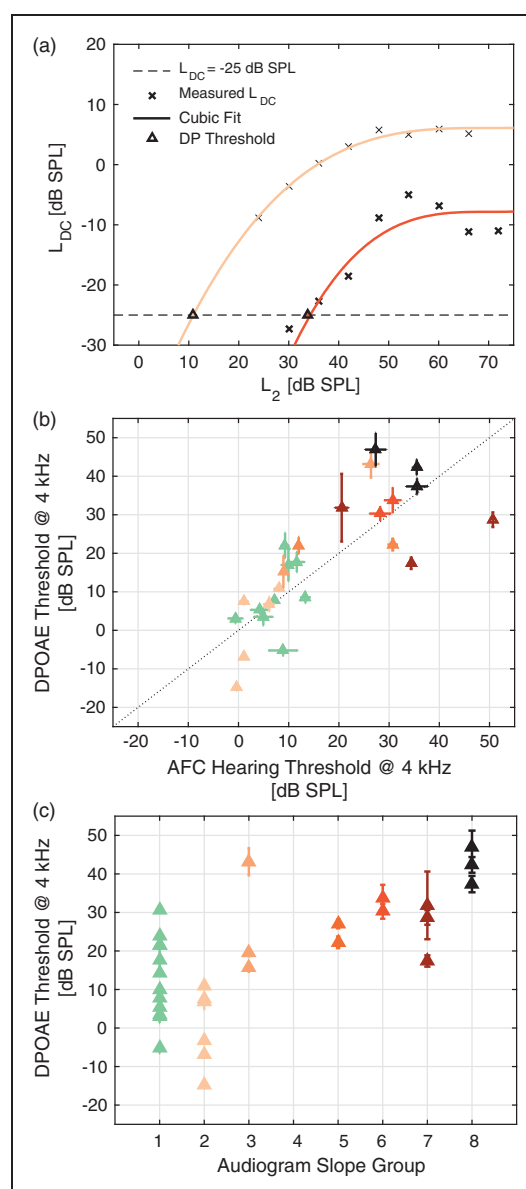 (a)
20
10
0
-10
-20
-30
L_DC [dB SPL]
L_DC = -25 dB SPL
Measured L_DC
Cubic Fit
DP Threshold
0 10 20 30 40 50 60 70
L_2 [dB SPL]
(b)
50
40
30
20
10
0
-10
-20
DPOAE Threshold @ 4 kHz
[dB SPL]
-20 -10 0 10 20 30 40 50
AFC Hearing Threshold @ 4 kHz
[dB SPL]
(c)
50
40
30
20
10
0
-10
-20
DPOAE Threshold @ 4 kHz
[dB SPL]
1 2 3 4 5 6 7 8
Audiogram Slope Group